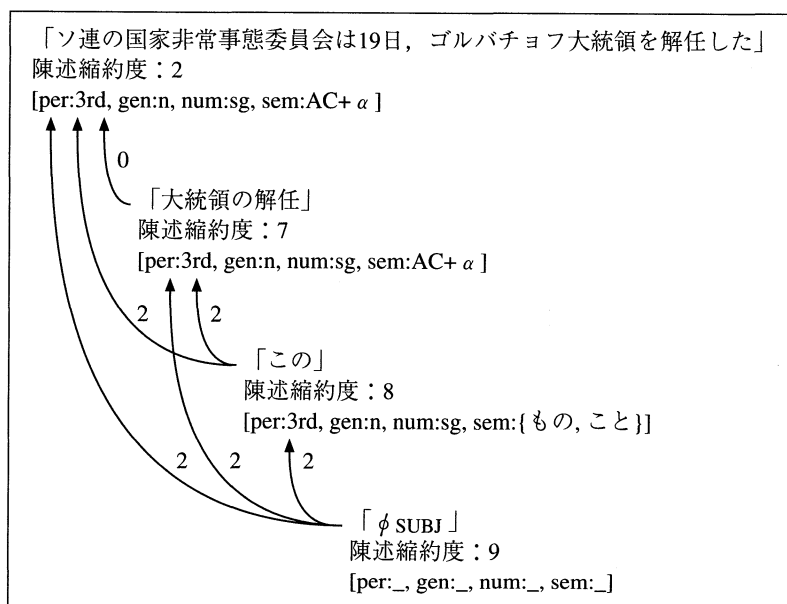 「ソ連の国家非常事態委員会は19日，ゴルバチョフ大統領を解任した」
陳述縮約度：2
[per:3rd, gen:n, num:sg, sem:AC+ α ]
0
「大統領の解任」
陳述縮約度：7
[per:3rd, gen:n, num:sg, sem:AC+ α ]
2 2
「この」
陳述縮約度：8
[per:3rd, gen:n, num:sg, sem:{もの, こと}]
2 2 2
「φ SUBJ」
陳述縮約度：9
[per:_, gen:_, num:_, sem:_]